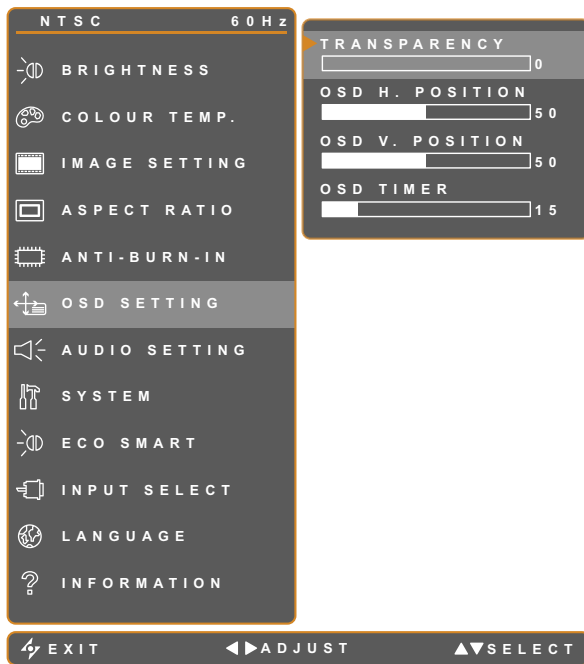 NTSC 60Hz
BRIGHTNESS
COLOUR TEMP.
IMAGE SETTING
ASPECT RATIO
ANTI-BURN-IN
OSD SETTING
AUDIO SETTING
SYSTEM
ECO SMART
INPUT SELECT
LANGUAGE
INFORMATION
TRANSPARENCY
0
OSD H. POSITION
50
OSD V. POSITION
50
OSD TIMER
15
EXIT ADJUST SELECT